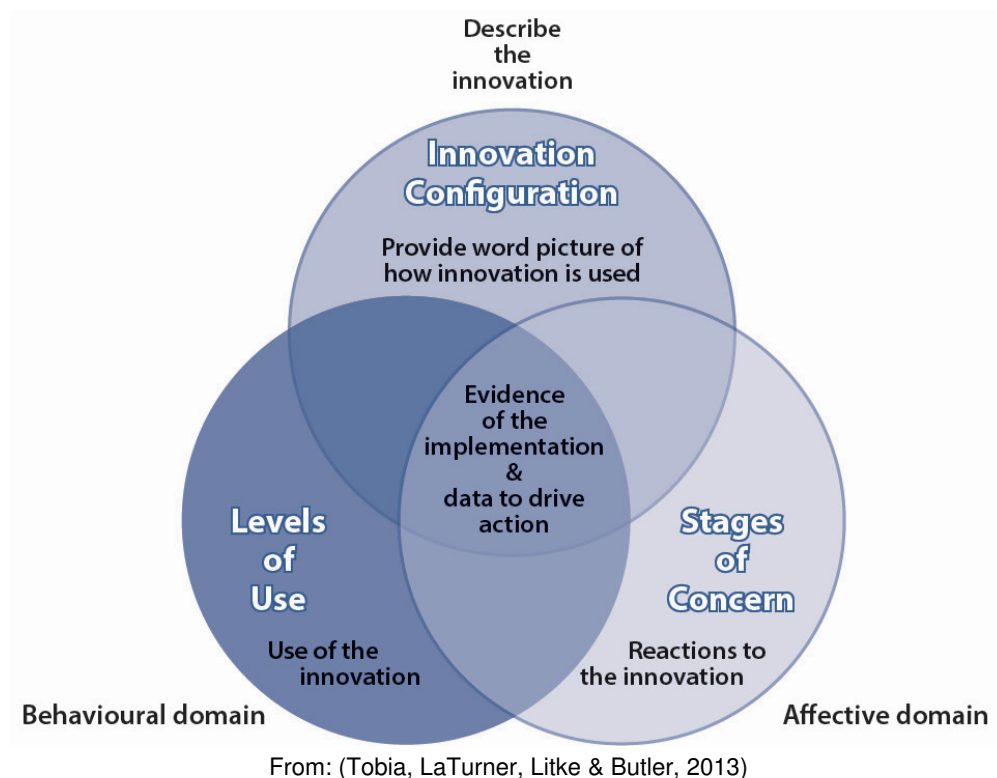 Describe
the
innovation
Innovation
Configuration
Provide word picture of
how innovation is used
Evidence
of the
implementation
&
data to drive
action
Levels
of
Use
Use of the
innovation
Stages
of
Concern
Reactions to
the innovation
Behavioural domain
Affective domain
From: (Tobia, LaTurner, Litke & Butler, 2013)